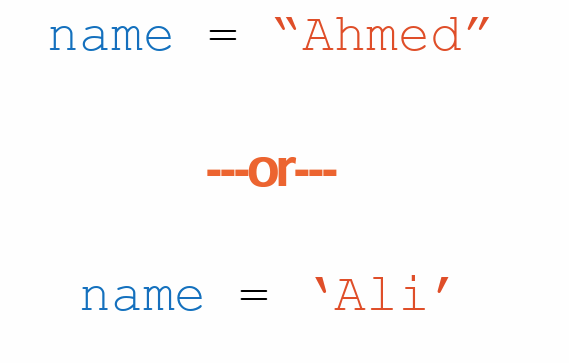 name = “Ahmed”
---or---
name = ‘Ali’